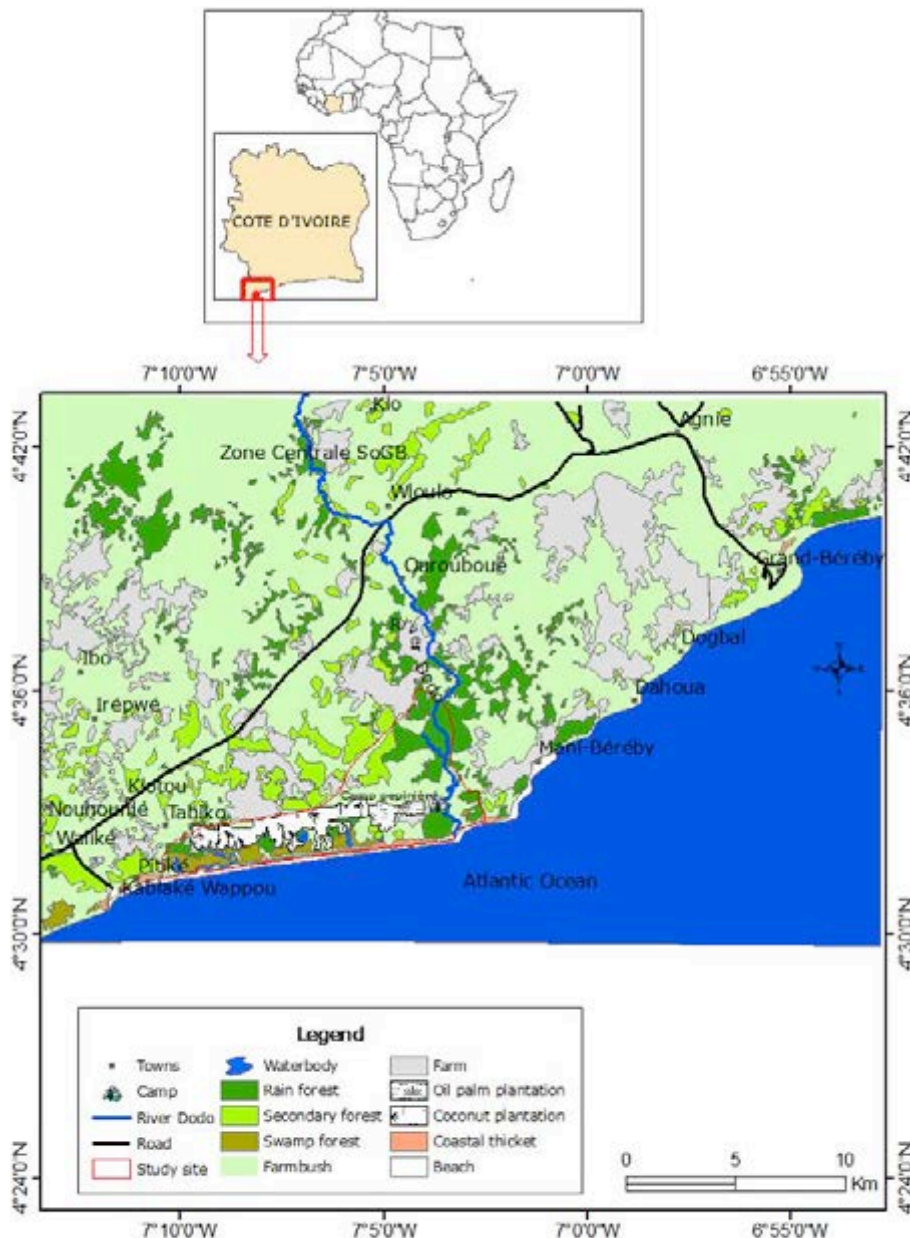 COTE D'IVOIRE
7°10'0"W 7°5'0"W 7°0'0"W 6°55'0"W
Klo
Agnie
4°42'0"N 4°42'0"N
Zone Centrale SoGB
Wloulo
Grand-Béréby
Ourouboué
Dogbal
Ibo
4°36'0"N 4°36'0"N
Dahoua
Irépwé
Mani-Béréby
Klotou
Nouhounlé
Tahiko
Waliké
Pitiké
Kablaké Wappou
Atlantic Ocean
4°30'0"N 4°30'0"N
Legend
Towns
Camp
River Dodo
Road
Study site
Waterbody
Rain forest
Secondary forest
Swamp forest
Farmbush
Farm
Oil palm plantation
Coconut plantation
Coastal thicket
Beach
0 5 10
Km
4°24'0"N 4°24'0"N
7°10'0"W 7°5'0"W 7°0'0"W 6°55'0"W